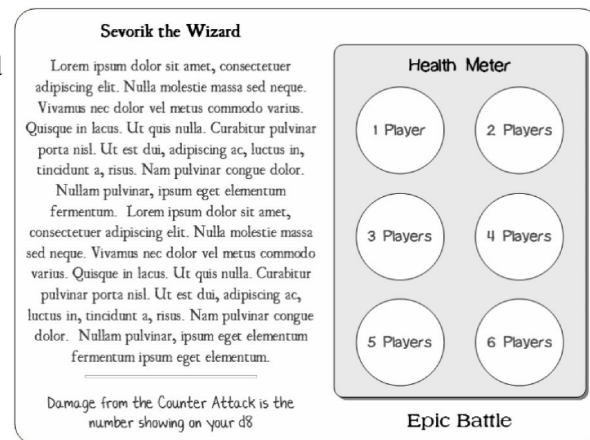 Sevorik the Wizard
Lorem ipsum dolor sit amet, consectetuer
adipiscing elit. Nulla molestie massa sed neque.
Vivamus nec dolor vel metus commodo varius.
Quisque in lacus. Ut quis nulla. Curabitur pulvinar
porta nisl. Ut est dui, adipiscing ac, luctus in,
tincidunt a, risus. Nam pulvinar congue dolor.
Nullam pulvinar, ipsum eget elementum
fermentum. Lorem ipsum dolor sit amet,
consectetuer adipiscing elit. Nulla molestie massa
sed neque. Vivamus nec dolor vel metus commodo
varius. Quisque in lacus. Ut quis nulla. Curabitur
pulvinar porta nisl. Ut est dui, adipiscing ac,
luctus in, tincidunt a, risus. Nam pulvinar congue
dolor. Nullam pulvinar, ipsum eget elementum
fermentum ipsum eget elementum.
Damage from the Counter Attack is the
number showing on your d8
Health Meter
1 Player
2 Players
3 Players
4 Players
5 Players
6 Players
Epic Battle